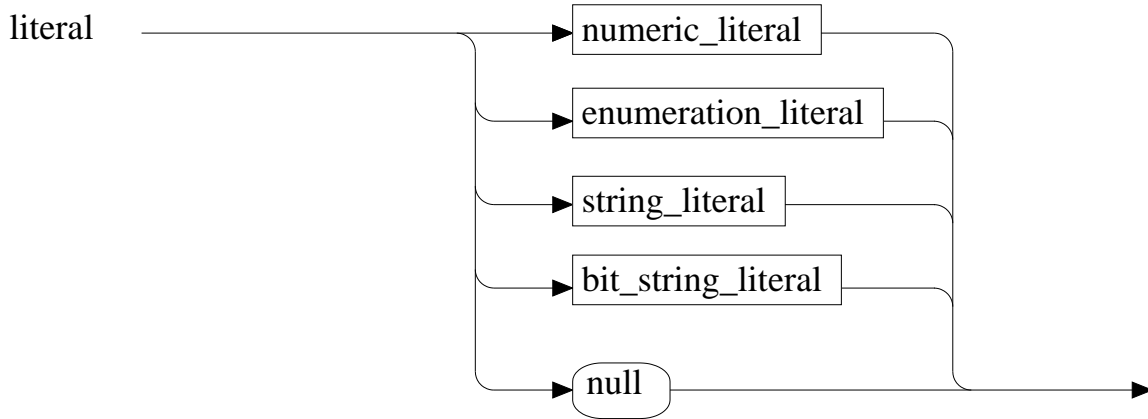 literal
numeric_literal
enumeration_literal
string_literal
bit_string_literal
null